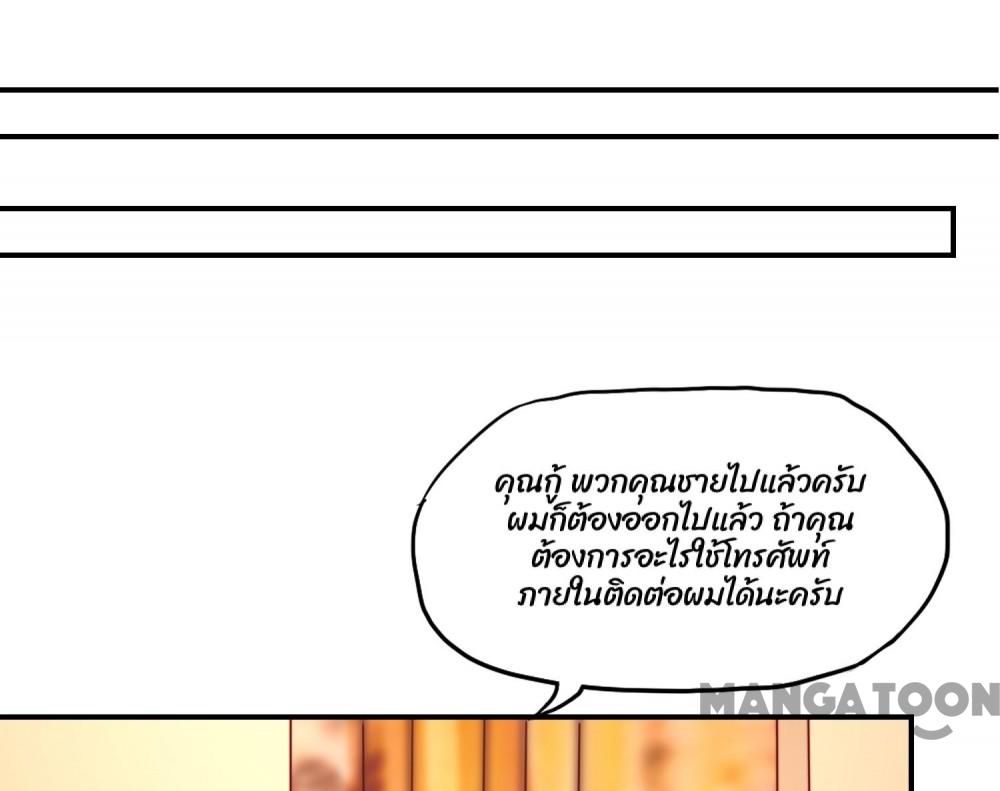 คุณกู้ พวกคุณชายไปแล้วครับ
ผมก็ต้องออกไปแล้ว ถ้าคุณ
ต้องการอะไรใช้โทรศัพท์
ภายในติดต่อผมได้นะครับ
MANGATOON